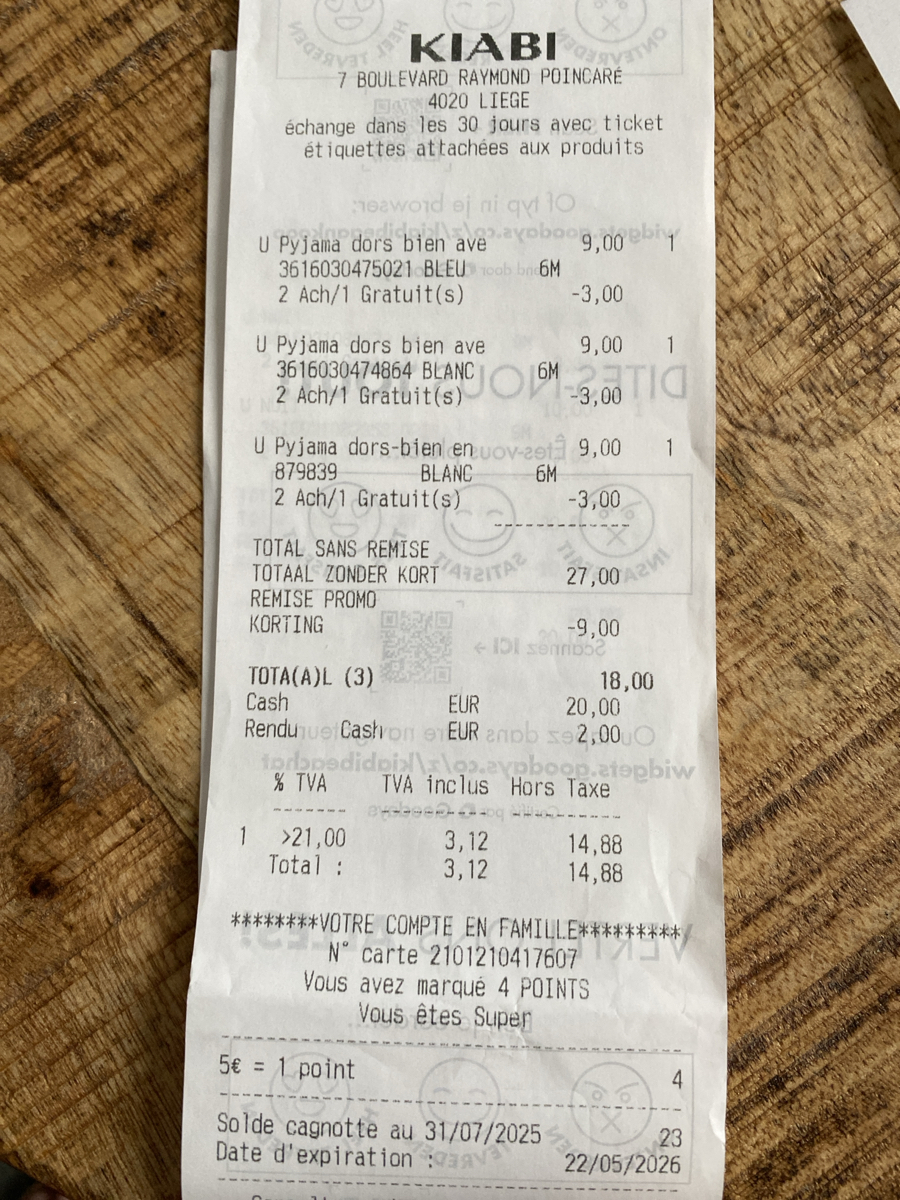 KIABI
7 BOULEVARD RAYMOND POINCARÉ
4020 LIEGE
échange dans les 30 jours avec ticket
étiquettes attachées aux produits
U Pyjama dors bien ave 9,00 1
3616030475021 BLEU 6M
2 Ach/1 Gratuit(s) -3,00
U Pyjama dors bien ave 9,00 1
3616030474864 BLANC 6M
2 Ach/1 Gratuit(s) -3,00
U Pyjama dors-bien en 9,00 1
879839 BLANC 6M
2 Ach/1 Gratuit(s) -3,00
------------
TOTAL SANS REMISE
TOTAAL ZONDER KORT 27,00
REMISE PROMO
KORTING -9,00
TOTA(A)L (3) 18,00
Cash EUR 20,00
Rendu Cash EUR 2,00
% TVA TVA inclus Hors Taxe
1 >21,00 3,12 14,88
Total : 3,12 14,88
********VOTRE COMPTE EN FAMILLE*********
N° carte 2101210417607
Vous avez marqué 4 POINTS
Vous êtes Super
5€ = 1 point 4
Solde cagnotte au 31/07/2025 23
Date d'expiration : 22/05/2026